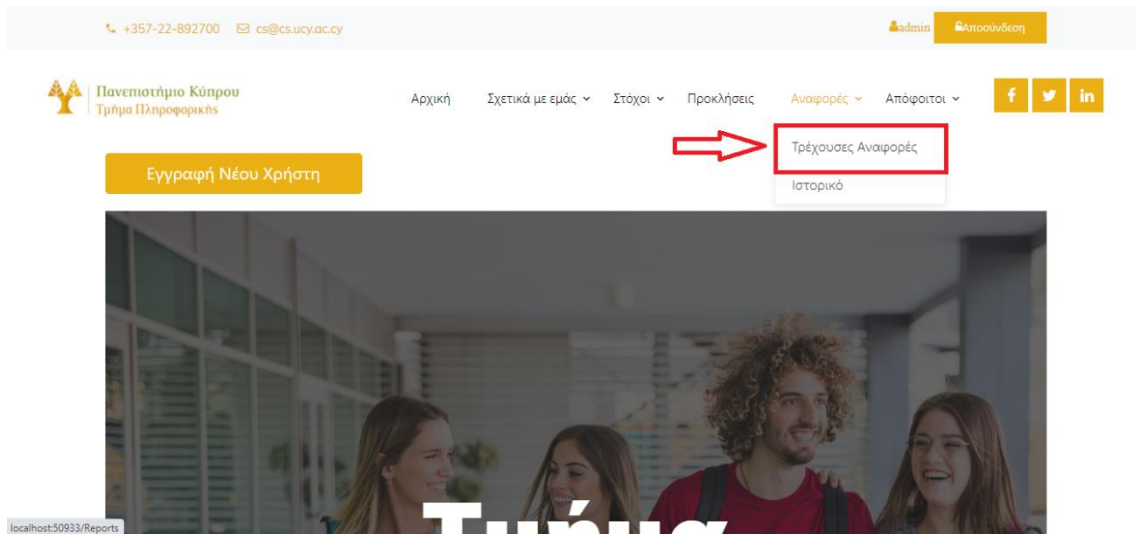 +357-22-892700 cs@cs.ucy.ac.cy admin Αποσύνδεση
Πανεπιστήμιο Κύπρου
Τμήμα Πληροφορικής
Αρχική Σχετικά με εμάς Στόχοι Προκλήσεις Αναφορές Απόφοιτοι
Τρέχουσες Αναφορές
Ιστορικό
Εγγραφή Νέου Χρήστη
Τμήμα
localhost:50933/Reports